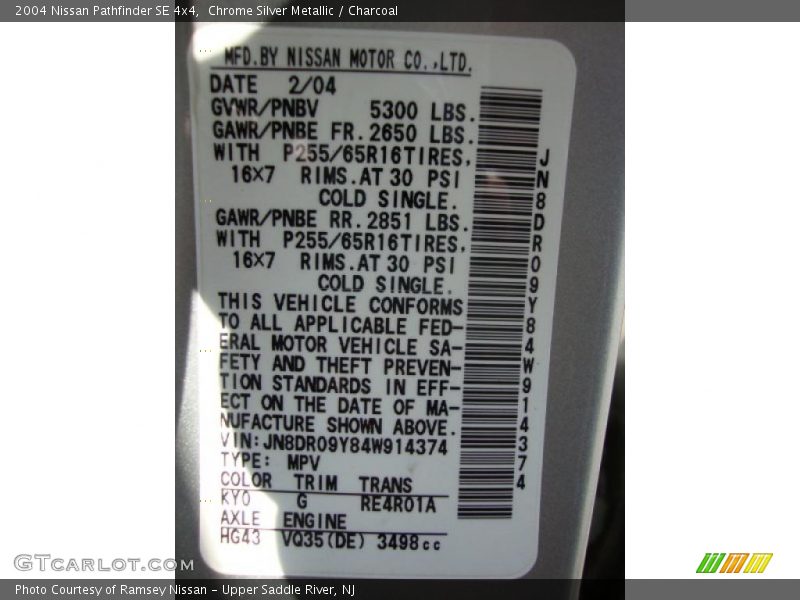 2004 Nissan Pathfinder SE 4x4,  Chrome Silver Metallic / Charcoal
MFD.BY NISSAN MOTOR CO.,LTD.
DATE 2/04
GVWR/PNBV 5300 LBS.
GAWR/PNBE FR.2650 LBS.
WITH P255/65R16TIRES,
16×7 RIMS.AT 30 PSI
COLD SINGLE.
GAWR/PNBE RR.2851 LBS.
WITH P255/65R16TIRES,
16×7 RIMS.AT 30 PSI
COLD SINGLE.
THIS VEHICLE CONFORMS
TO ALL APPLICABLE FED-
ERAL MOTOR VEHICLE SA-
FETY AND THEFT PREVEN-
TION STANDARDS IN EFF-
ECT ON THE DATE OF MA-
NUFACTURE SHOWN ABOVE.
VIN:JN8DR09Y84W914374
TYPE: MPV
COLOR TRIM TRANS
KY0 G RE4R01A
AXLE ENGINE
HG43 VQ35(DE) 3498cc
JN8DR09Y84W914374
GTCarlot.com
Photo Courtesy of Ramsey Nissan - Upper Saddle River, NJ